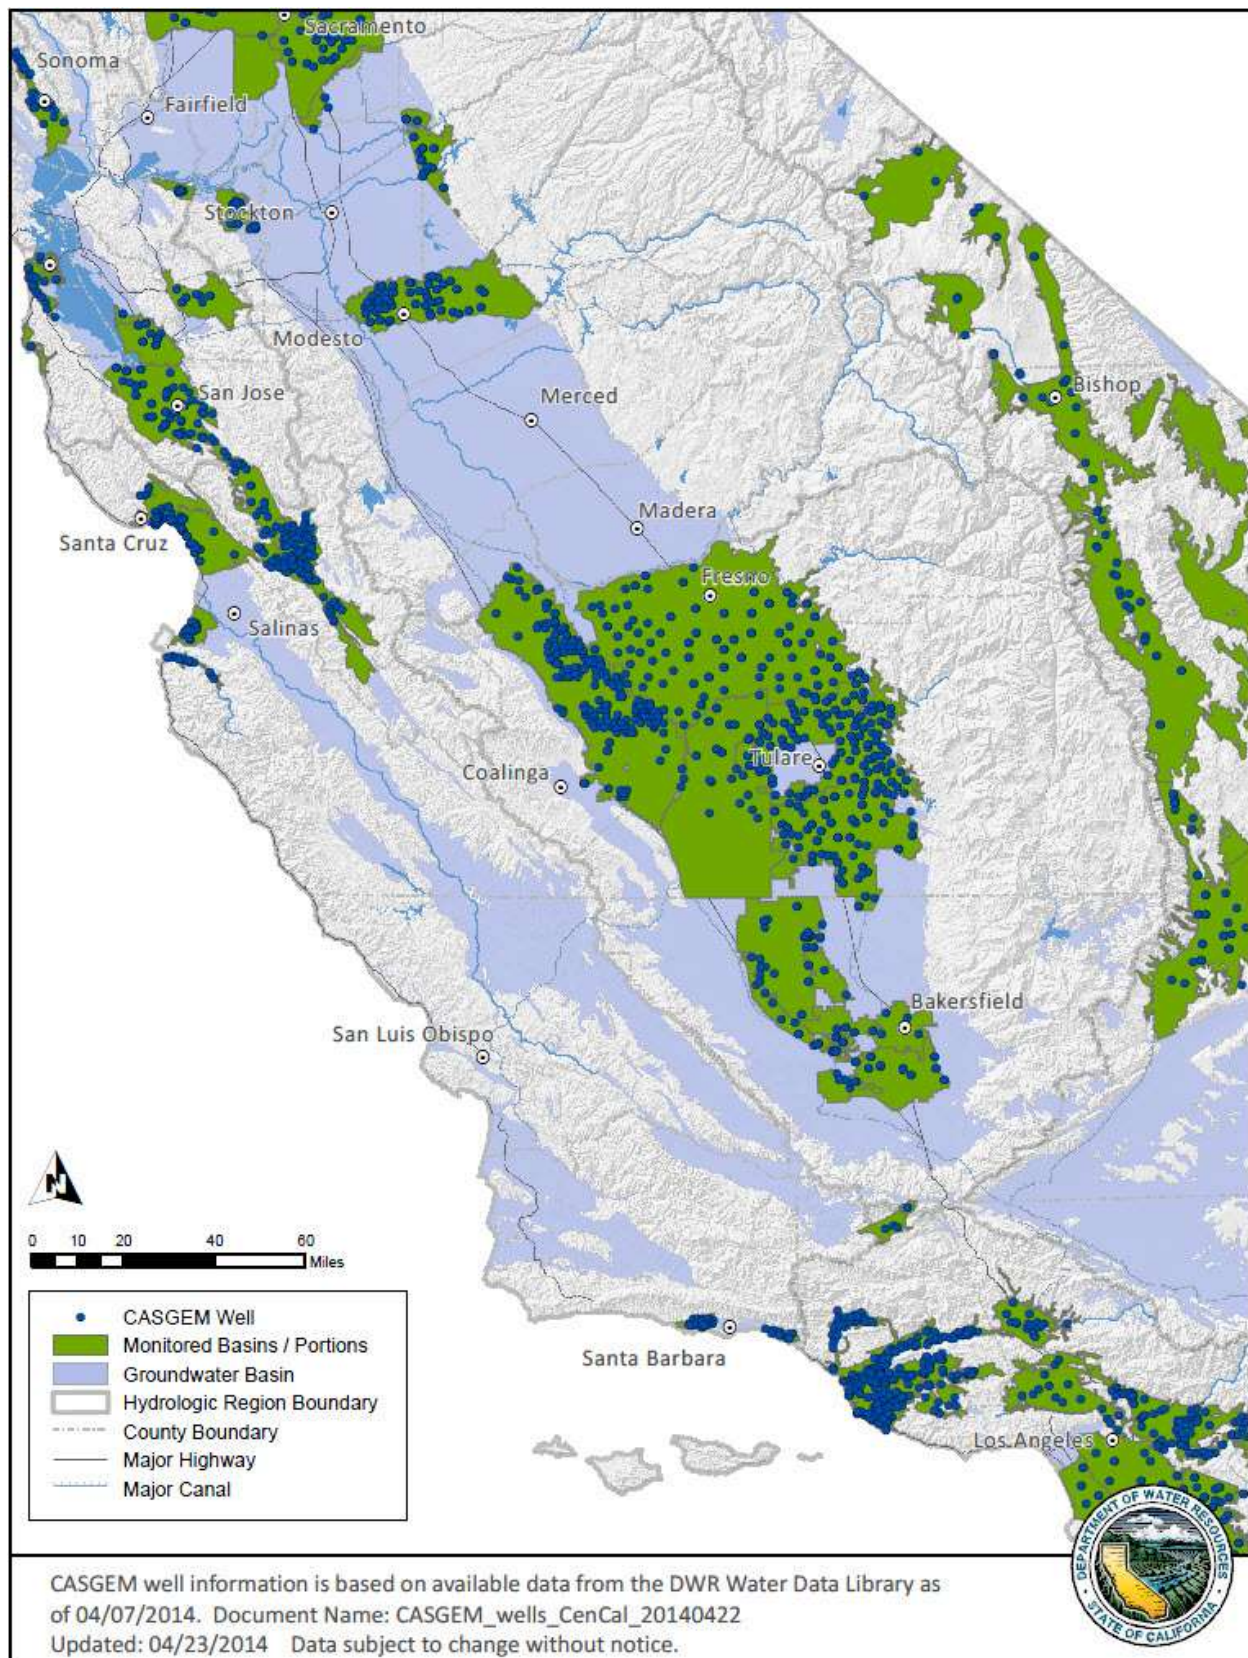 Sacramento
Sonoma
Fairfield
Stockton
Modesto
Bishop
San Jose
Merced
Madera
Santa Cruz
Fresno
Salinas
Tulare
Coalinga
Bakersfield
San Luis Obispo
N
0 10 20 40 60
Miles
CASGEM Well
Monitored Basins / Portions
Groundwater Basin
Hydrologic Region Boundary
County Boundary
Major Highway
Major Canal
Santa Barbara
Los Angeles
DEPARTMENT OF WATER RESOURCES
STATE OF CALIFORNIA
CASGEM well information is based on available data from the DWR Water Data Library as
of 04/07/2014. Document Name: CASGEM_wells_CenCal_20140422
Updated: 04/23/2014 Data subject to change without notice.